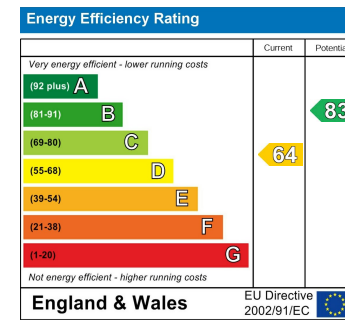 Energy Efficiency Rating
Current Potentia
Very energy efficient - lower running costs
(92 plus) A
(81-91) B
83
(69-80) C
64
(55-68) D
(39-54) E
(21-38) F
(1-20) G
Not energy efficient - higher running costs
England & Wales
EU Directive
2002/91/EC